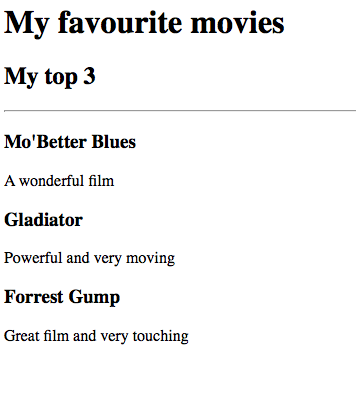 My favourite movies
My top 3
Mo'Better Blues
A wonderful film
Gladiator
Powerful and very moving
Forrest Gump
Great film and very touching